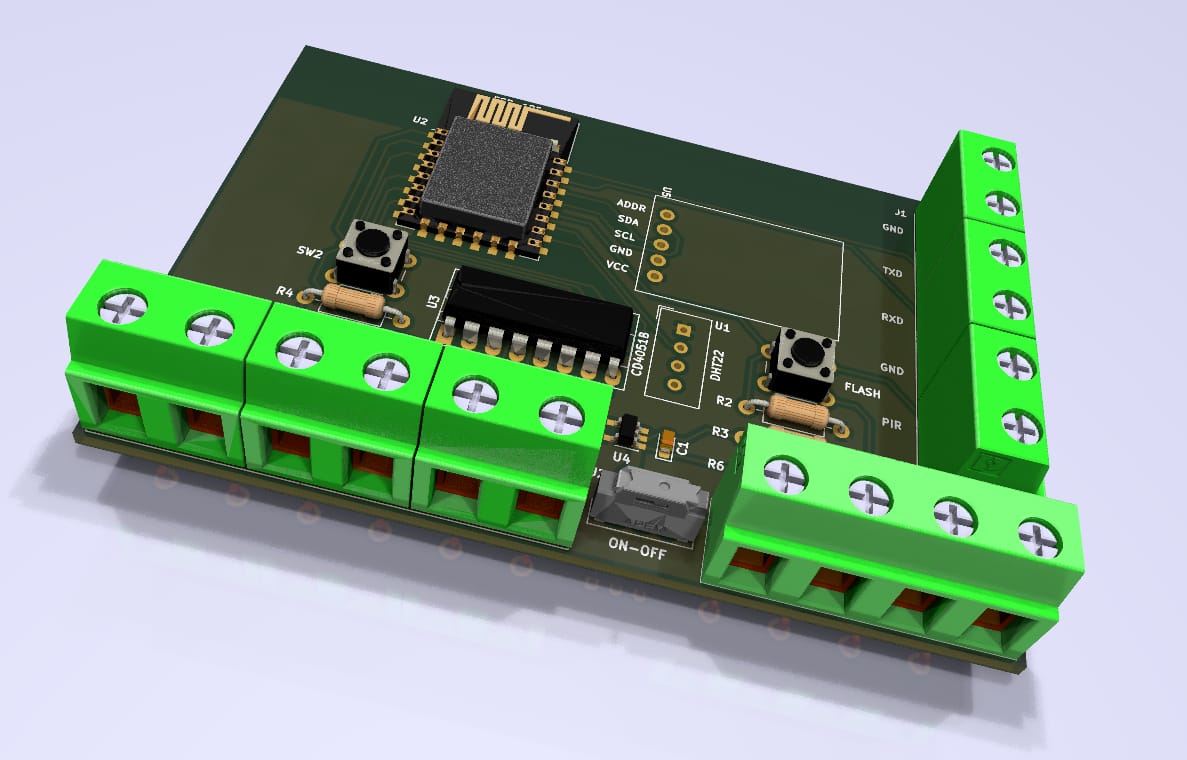 U2
ADDR
SDA
SCL
GND
VCC
U5
J1
GND
TXD
RXD
GND
PIR
SW2
R4
U3
CD4051B
U1
DHT22
FLASH
R2
R3
R6
U4
C1
ON-OFF